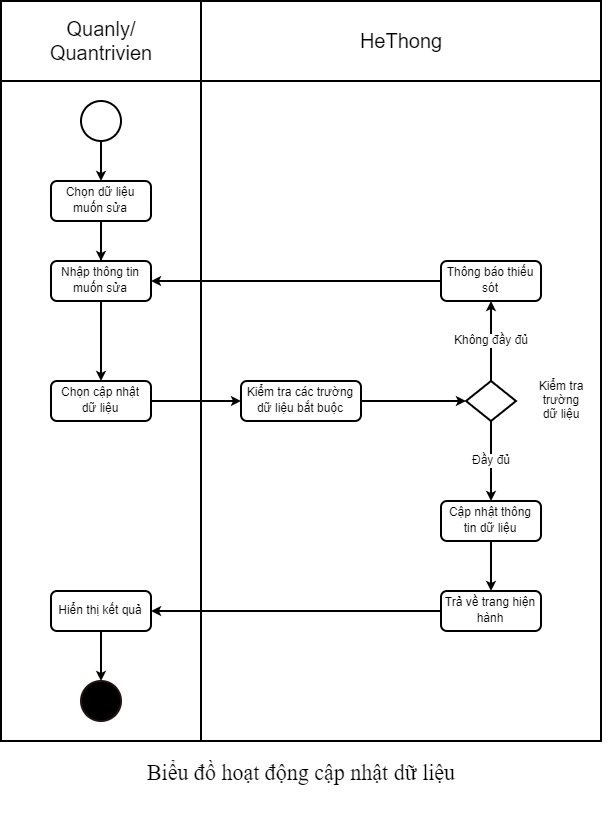 Quanly/
Quantrivien
HeThong
Chọn dữ liệu
muốn sửa
Nhập thông tin
muốn sửa
Thông báo thiếu
sót
Không đầy đủ
Chọn cập nhật
dữ liệu
Kiểm tra các trường
dữ liệu bắt buộc
Kiểm tra
trường
dữ liệu
Đầy đủ
Cập nhật thông
tin dữ liệu
Hiển thị kết quả
Trả về trang hiện
hành
Biểu đồ hoạt động cập nhật dữ liệu